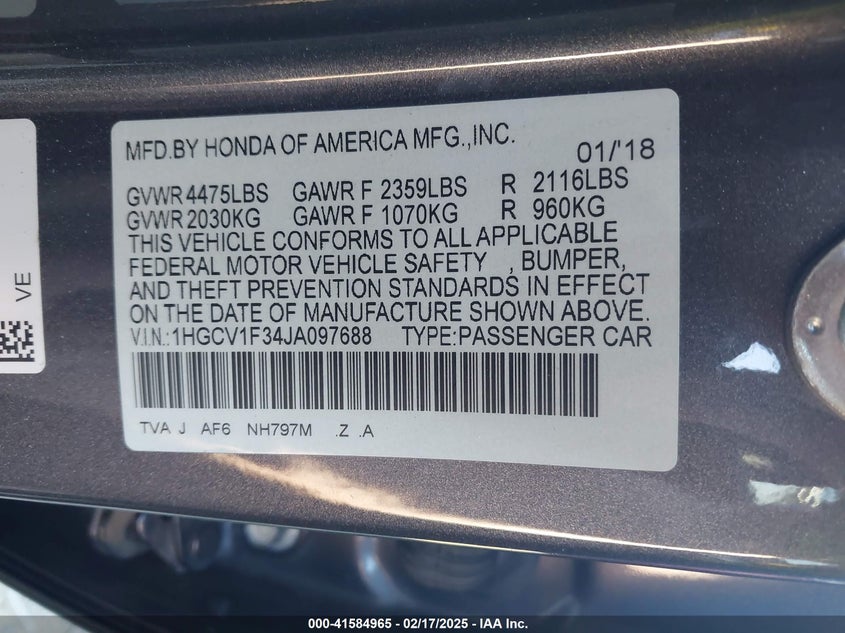 MFD.BY HONDA OF AMERICA MFG.,INC. 01/'18
GVWR 4475LBS GAWR F 2359LBS R 2116LBS
GVWR 2030KG GAWR F 1070KG R 960KG
THIS VEHICLE CONFORMS TO ALL APPLICABLE
FEDERAL MOTOR VEHICLE SAFETY , BUMPER,
AND THEFT PREVENTION STANDARDS IN EFFECT
ON THE DATE OF MANUFACTURE SHOWN ABOVE.
V.I.N.:1HGCV1F34JA097688 TYPE:PASSENGER CAR
TVA J AF6 NH797M .Z .A
VE
000-41584965 - 02/17/2025 - IAA Inc.